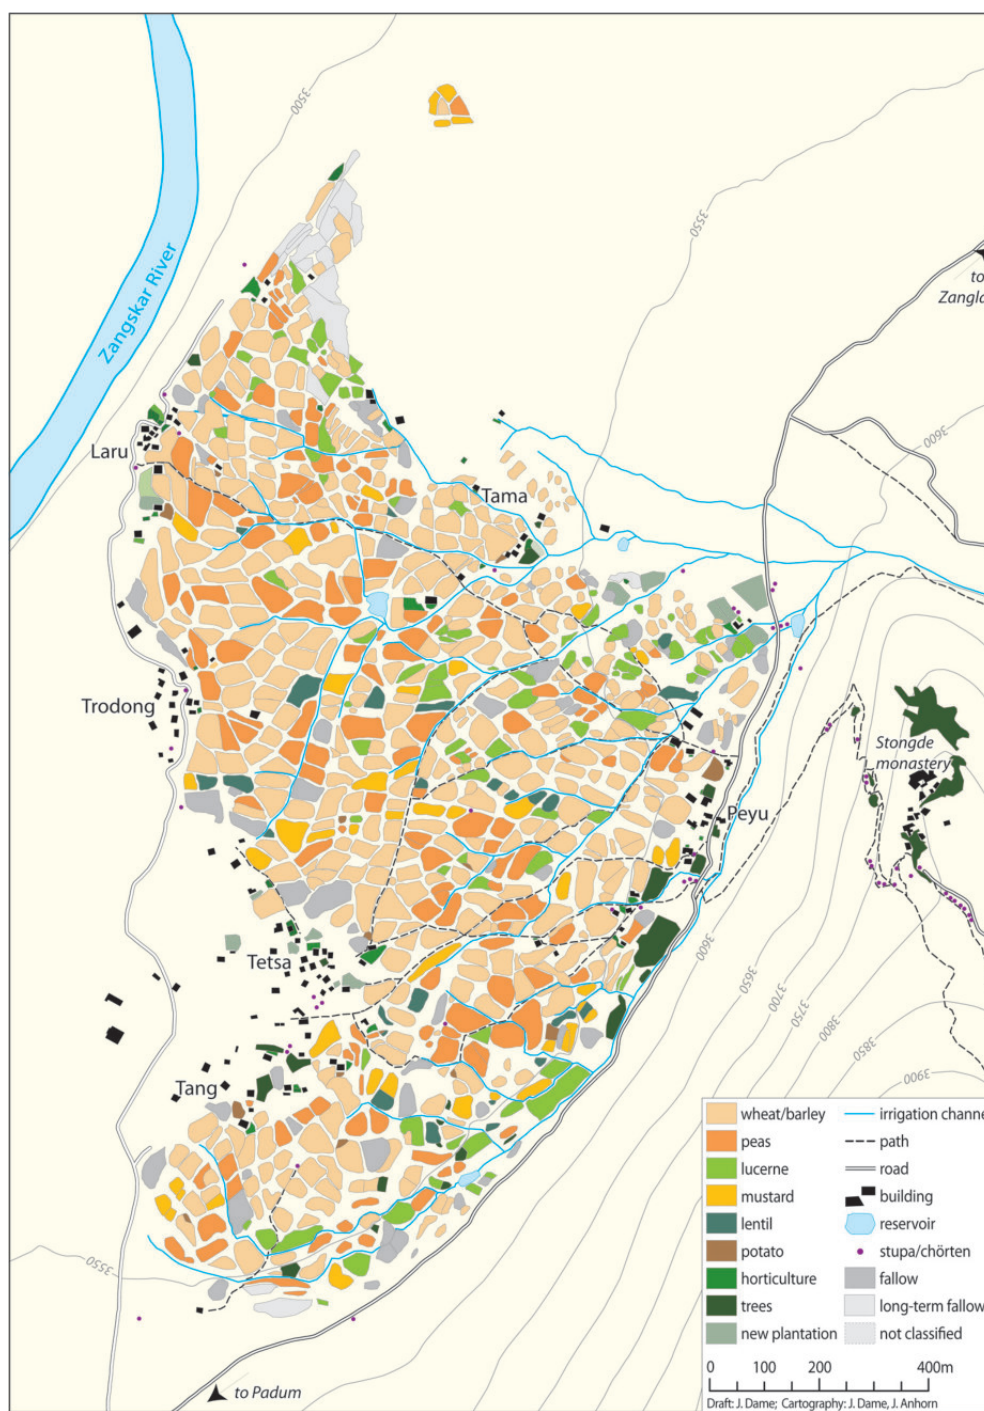 3500
3550
Zangskar River
to
Zangla
3600
Laru
Tama
Trodong
Stongde
monastery
Peyu
Tetsa
3600
3650
3700
3750
3800
3850
3900
Tang
3550
wheat/barley
peas
lucerne
mustard
lentil
potato
horticulture
trees
new plantation
irrigation channe
path
road
building
reservoir
stupa/chörten
fallow
long-term fallow
not classified
0 100 200 400m
Draft: J. Dame; Cartography: J. Dame, J. Anhorn
to Padum